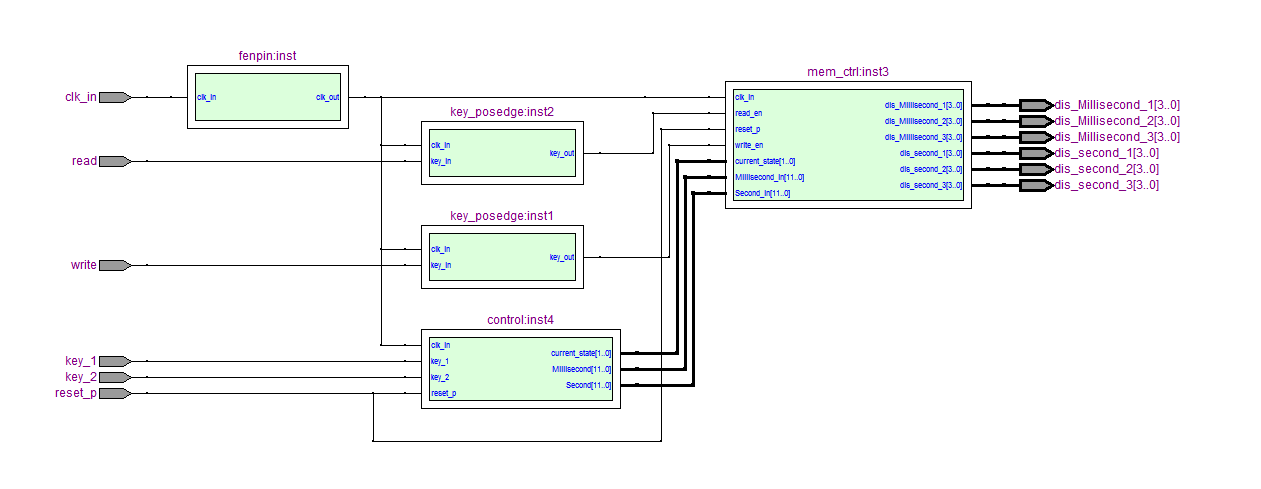 fenpin:inst
clk_in
clk_in
clk_out
read
key_posedge:inst2
clk_in
key_in
key_out
write
key_posedge:inst1
clk_in
key_in
key_out
key_1
key_2
reset_p
control:inst4
clk_in
key_1
key_2
reset_p
current_state[1..0]
Millisecond[11..0]
Second[11..0]
mem_ctrl:inst3
clk_in
read_en
reset_p
write_en
current_state[1..0]
Millisecond_in[11..0]
Second_in[11..0]
dis_Millisecond_1[3..0]
dis_Millisecond_2[3..0]
dis_Millisecond_3[3..0]
dis_second_1[3..0]
dis_second_2[3..0]
dis_second_3[3..0]
dis_Millisecond_1[3..0]
dis_Millisecond_2[3..0]
dis_Millisecond_3[3..0]
dis_second_1[3..0]
dis_second_2[3..0]
dis_second_3[3..0]